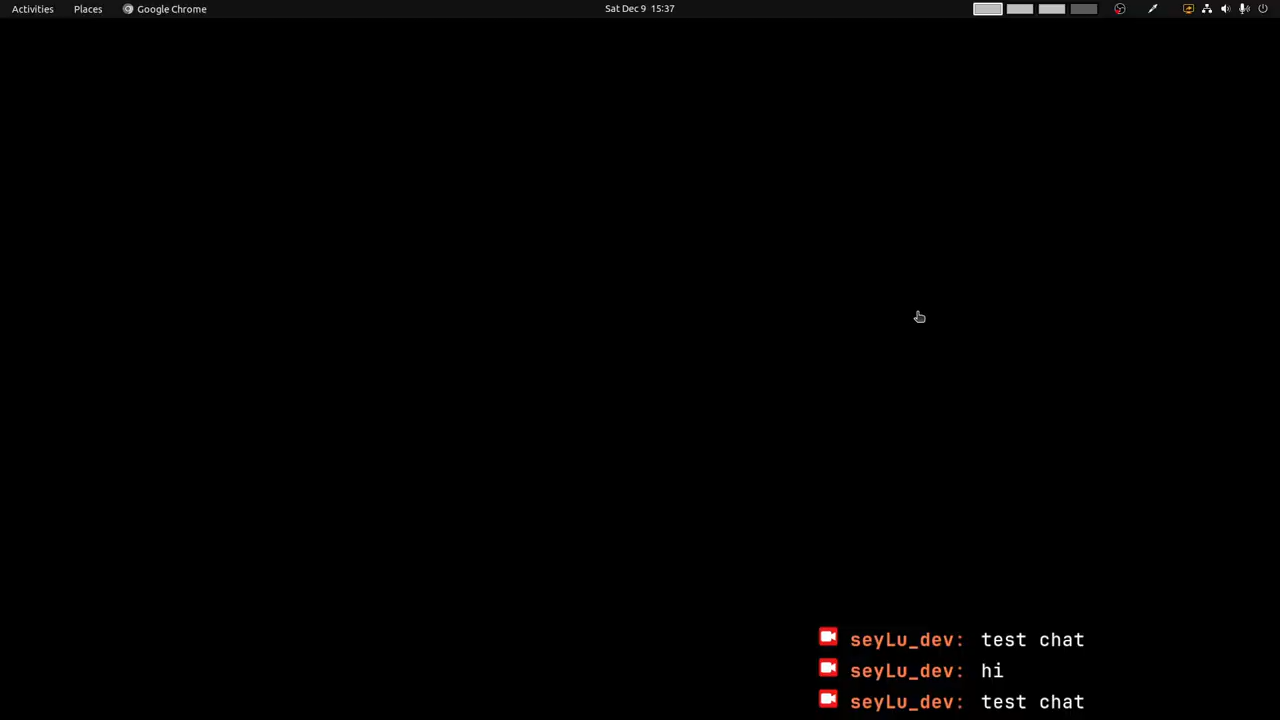 Activities Places Google Chrome Sat Dec 9 15:37
seyLu_dev: test chat
seyLu_dev: hi
seyLu_dev: test chat